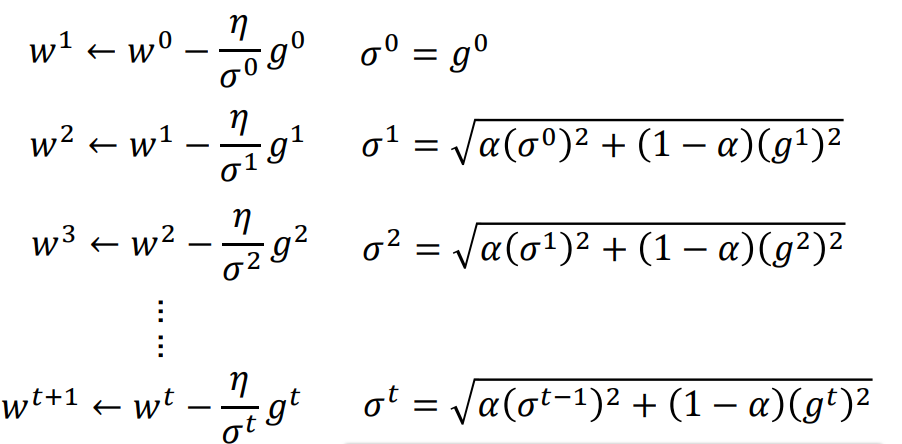 w¹ ← w⁰ − η/σ⁰ g⁰    σ⁰ = g⁰
w² ← w¹ − η/σ¹ g¹    σ¹ = √(α(σ⁰)² + (1 − α)(g¹)²)
w³ ← w² − η/σ² g²    σ² = √(α(σ¹)² + (1 − α)(g²)²)
⋮
⋮
wᵗ⁺¹ ← wᵗ − η/σᵗ gᵗ    σᵗ = √(α(σᵗ⁻¹)² + (1 − α)(gᵗ)²)